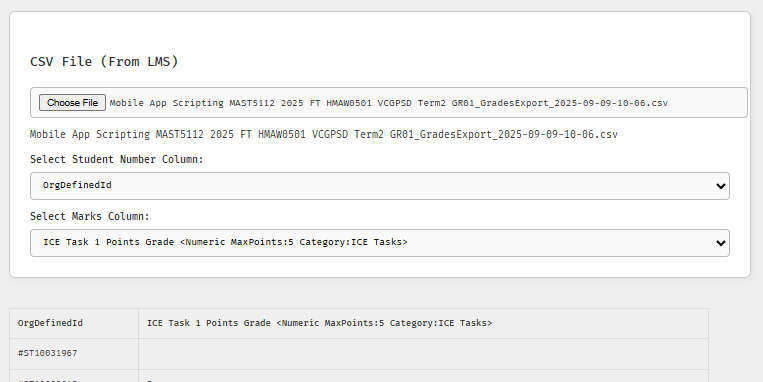 CSV File (From LMS)
Choose File Mobile App Scripting MAST5112 2025 FT HMAW0501 VCGPSD Term2 GR01_GradesExport_2025-09-09-10-06.csv
Mobile App Scripting MAST5112 2025 FT HMAW0501 VCGPSD Term2 GR01_GradesExport_2025-09-09-10-06.csv
Select Student Number Column:
OrgDefinedId
Select Marks Column:
ICE Task 1 Points Grade <Numeric MaxPoints:5 Category:ICE Tasks>
OrgDefinedId ICE Task 1 Points Grade <Numeric MaxPoints:5 Category:ICE Tasks>
#ST10031967